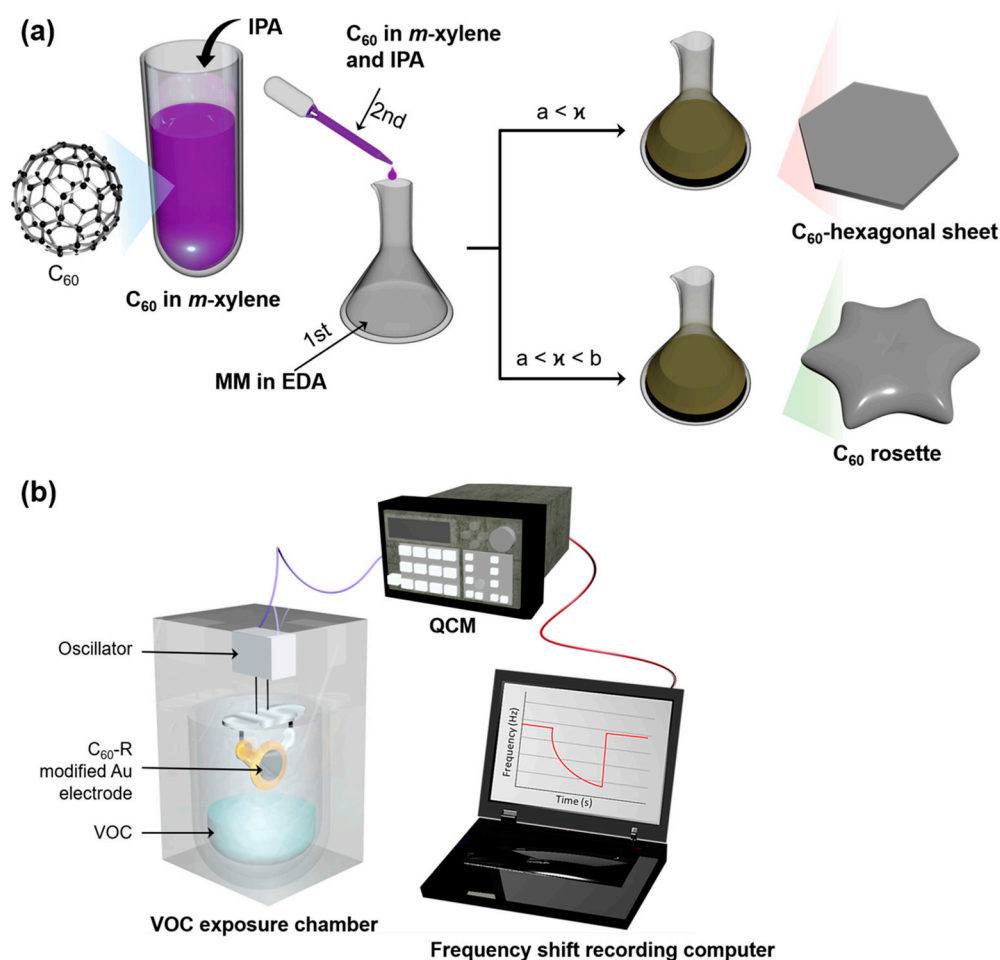 (a)
IPA
C₆₀ in m-xylene
and IPA
2nd
C₆₀
C₆₀ in m-xylene
1st
MM in EDA
a < ϰ
C₆₀-hexagonal sheet
a < ϰ < b
C₆₀ rosette
(b)
QCM
Oscillator
C₆₀-R
modified Au
electrode
VOC
VOC exposure chamber
Frequency (Hz)
Time (s)
Frequency shift recording computer